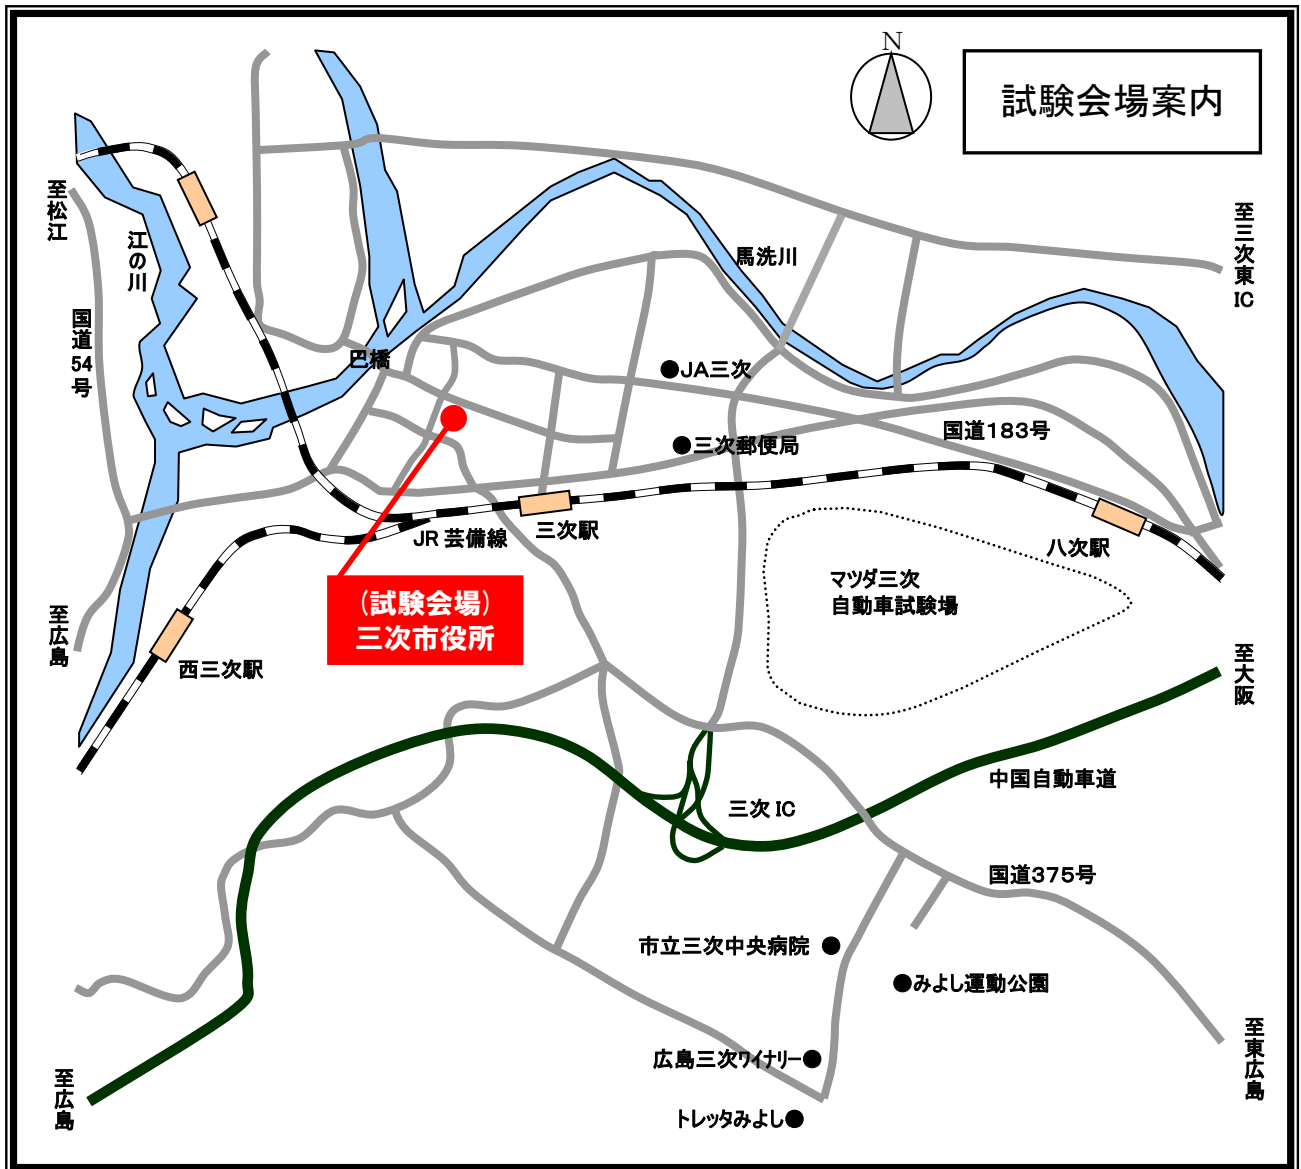 N
試験会場案内
至松江
江の川
国道54号
馬洗川
至三次東IC
巴橋
●JA三次
●三次郵便局
国道183号
JR 芸備線
三次駅
八次駅
(試験会場)
三次市役所
マツダ三次
自動車試験場
至広島
西三次駅
至大阪
中国自動車道
三次 IC
国道375号
市立三次中央病院 ●
●みよし運動公園
広島三次ワイナリー●
至東広島
至広島
トレッタみよし●